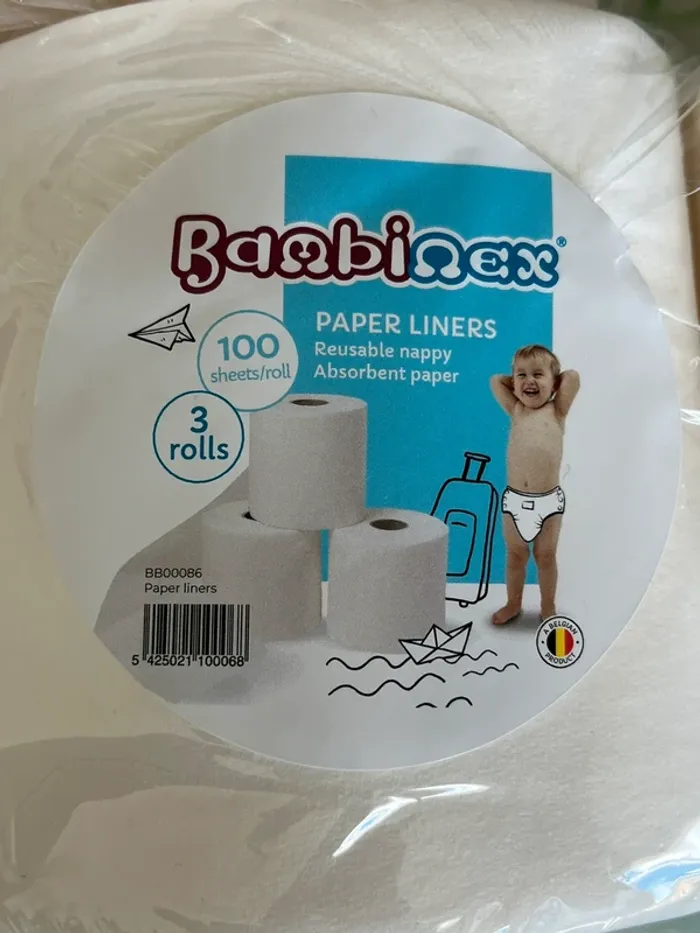 Bambinex®
PAPER LINERS
Reusable nappy
Absorbent paper
100
sheets/roll
3
rolls
BB00086
Paper liners
5 425021 100068
A BELGIAN
PRODUCT